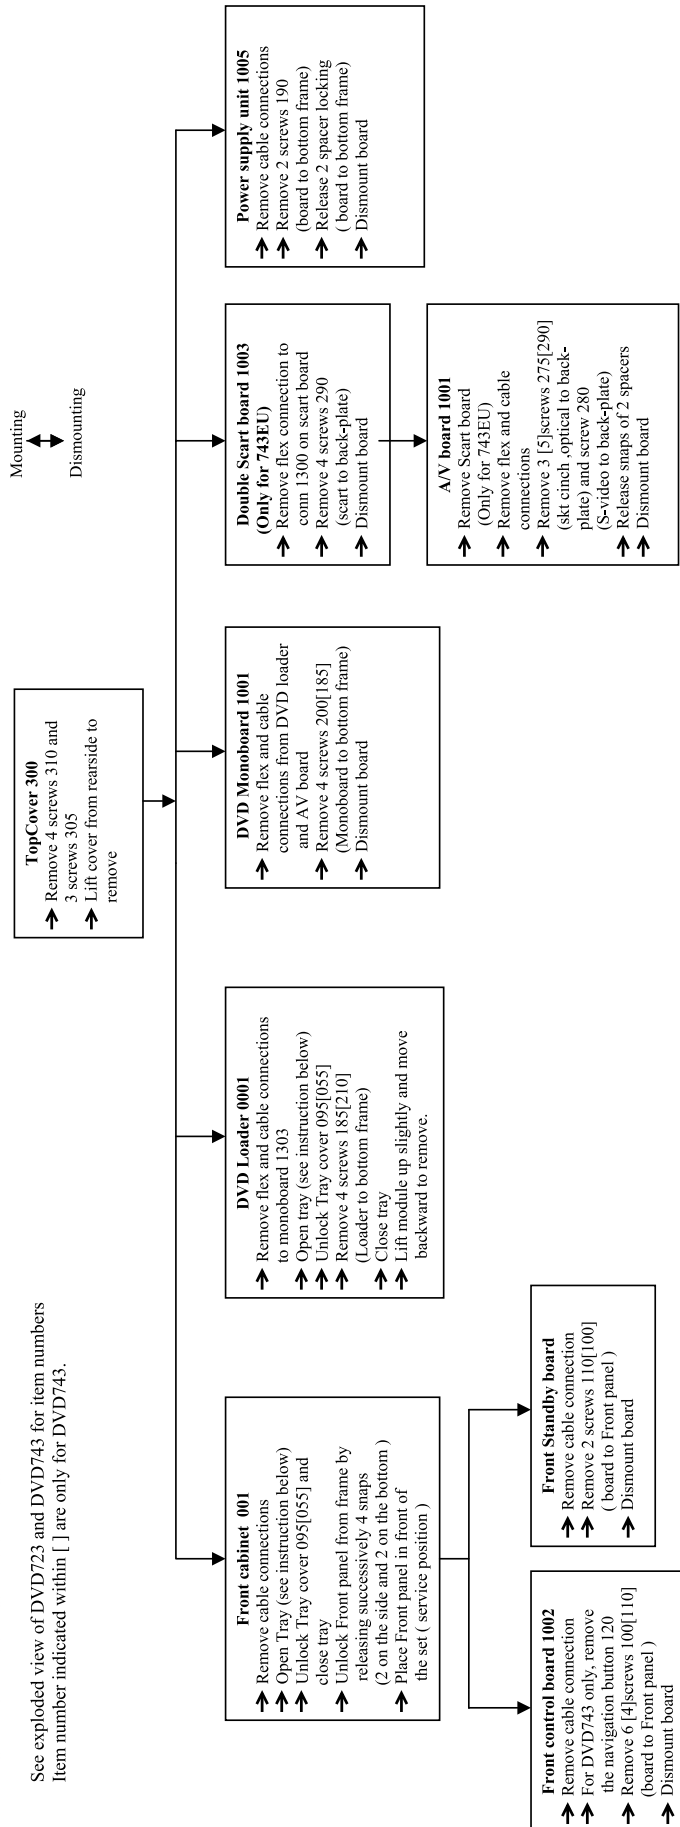 See exploded view of DVD723 and DVD743 for item numbers
Item number indicated within [ ] are only for DVD743.
Mounting
Dismounting
TopCover 300
Remove 4 screws 310 and
3 screws 305
Lift cover from rearside to
remove
Front cabinet 001
Remove cable connections
Open Tray (see instruction below)
Unlock Tray cover 095[055] and
close tray
Unlock Front panel from frame by
releasing successively 4 snaps
(2 on the side and 2 on the bottom )
Place Front panel in front of
the set ( service position )
DVD Loader 0001
Remove flex and cable connections
to monoboard 1303
Open tray (see instruction below)
Unlock Tray cover 095[055]
Remove 4 screws 185[210]
(Loader to bottom frame)
Close tray
Lift module up slightly and move
backward to remove.
DVD Monoboard 1001
Remove flex and cable
connections from DVD loader
and AV board
Remove 4 screws 200[185]
(Monoboard to bottom frame)
Dismount board
Double Scart board 1003
(Only for 743EU)
Remove flex connection to
conn 1300 on scart board
Remove 4 screws 290
(scart to back-plate)
Dismount board
Power supply unit 1005
Remove cable connections
Remove 2 screws 190
(board to bottom frame)
Release 2 spacer locking
( board to bottom frame)
Dismount board
Front control board 1002
Remove cable connection
For DVD743 only, remove
the navigation button 120
Remove 6 [4]screws 100[110]
(board to Front panel )
Dismount board
Front Standby board
Remove cable connection
Remove 2 screws 110[100]
( board to Front panel )
Dismount board
A/V board 1001
Remove Scart board
(Only for 743EU)
Remove flex and cable
connections
Remove 3 [5]screws 275[290]
(skt cinch ,optical to back-
plate) and screw 280
(S-video to back-plate)
Release snaps of 2 spacers
Dismount board